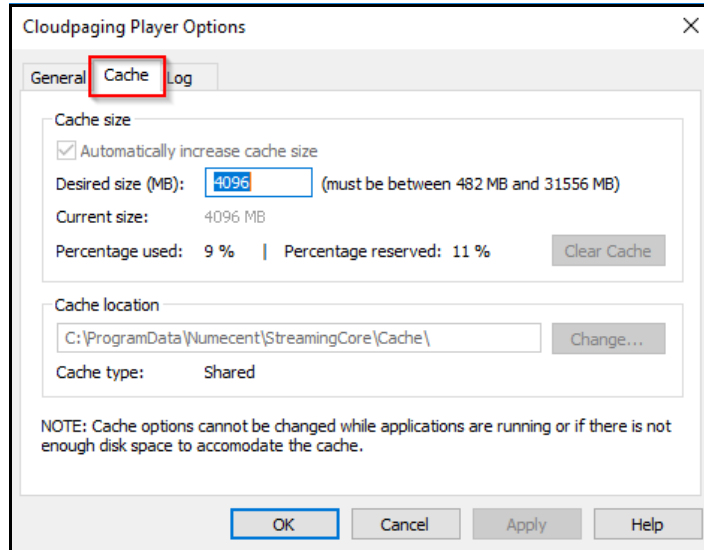 Cloudpaging Player Options
General Cache Log
Cache size
Automatically increase cache size
Desired size (MB): 4096 (must be between 482 MB and 31556 MB)
Current size: 4096 MB
Percentage used: 9 % | Percentage reserved: 11 % Clear Cache
Cache location
C:\ProgramData\Numecent\StreamingCore\Cache\ Change...
Cache type: Shared
NOTE: Cache options cannot be changed while applications are running or if there is not
enough disk space to accomodate the cache.
OK Cancel Apply Help